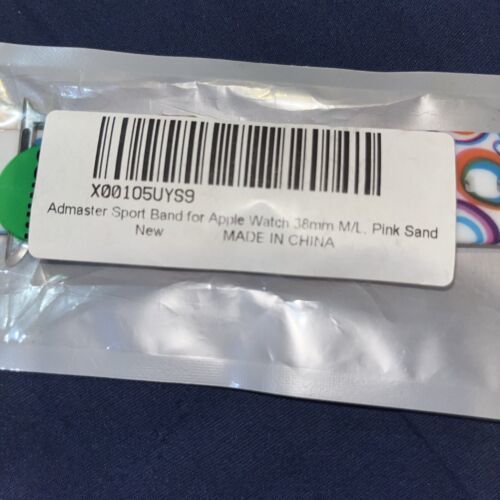 X00105UYS9
Admaster Sport Band for Apple Watch 38mm M/L, Pink Sand
New MADE IN CHINA